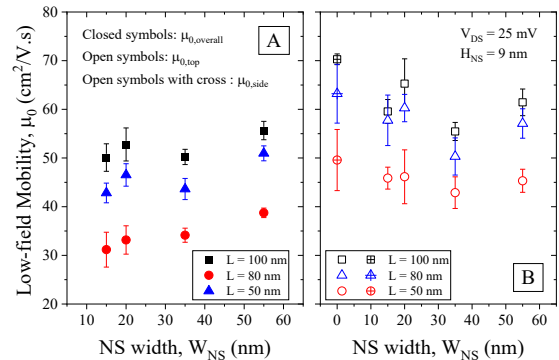 Low-field Mobility, μ0 (cm²/V.s)
80
70
60
50
40
30
20
Closed symbols: μ0,overall
Open symbols: μ0,top
Open symbols with cross : μ0,side
A
L = 100 nm
L = 80 nm
L = 50 nm
0 10 20 30 40 50 60
NS width, WNS (nm)
VDS = 25 mV
HNS = 9 nm
L = 100 nm
L = 80 nm
L = 50 nm
B
0 10 20 30 40 50 60
NS width, WNS (nm)